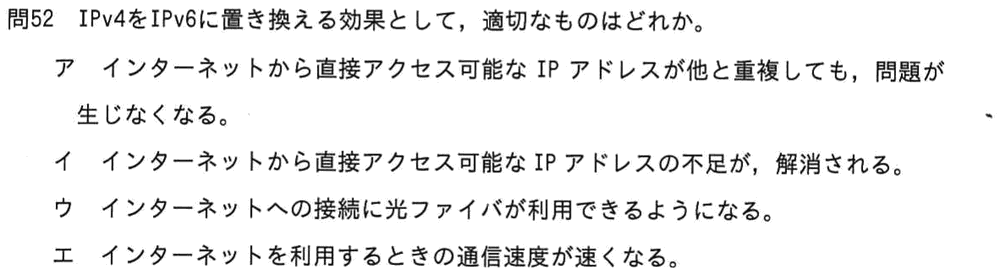 問52 IPv4をIPv6に置き換える効果として，適切なものはどれか。
ア インターネットから直接アクセス可能な IP アドレスが他と重複しても，問題が
生じなくなる。
イ インターネットから直接アクセス可能な IP アドレスの不足が，解消される。
ウ インターネットへの接続に光ファイバが利用できるようになる。
エ インターネットを利用するときの通信速度が速くなる。